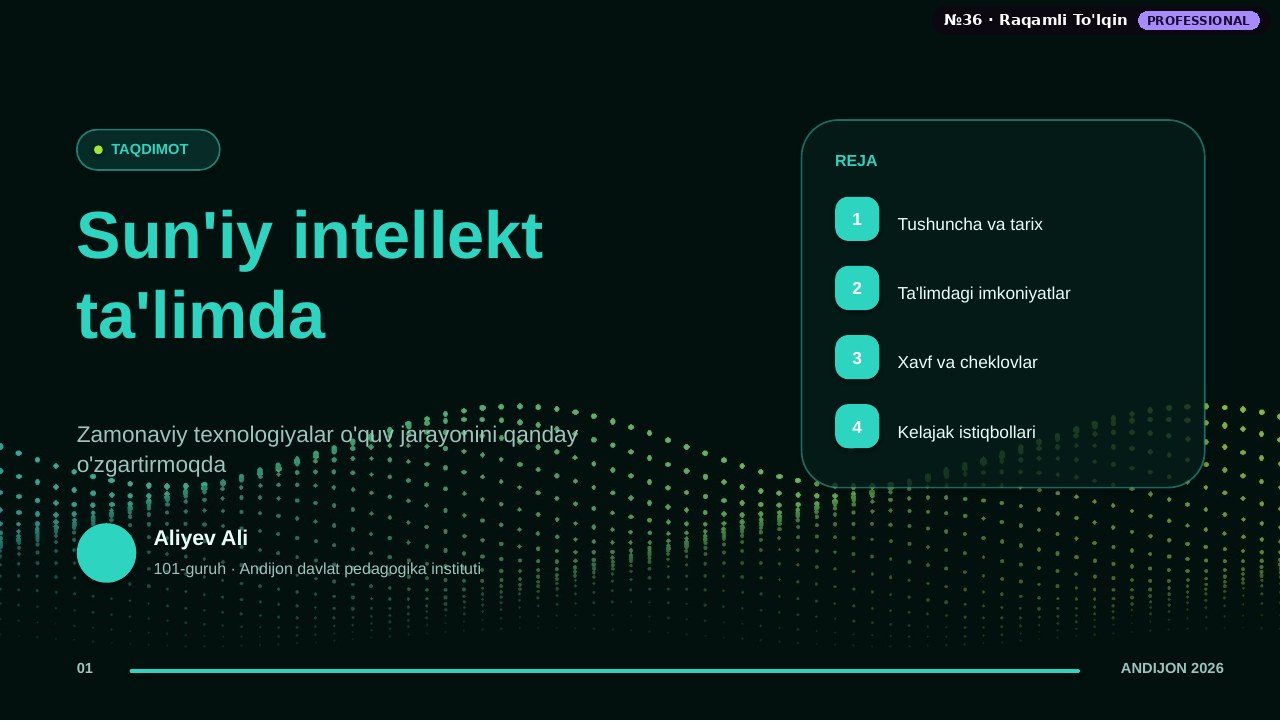 №36 · Raqamli To'lqin PROFESSIONAL
TAQDIMOT
Sun'iy intellekt
ta'limda
Zamonaviy texnologiyalar o'quv jarayonini qanday
o'zgartirmoqda
Aliyev Ali
101-guruh · Andijon davlat pedagogika instituti
REJA
1 Tushuncha va tarix
2 Ta'limdagi imkoniyatlar
3 Xavf va cheklovlar
4 Kelajak istiqbollari
01
ANDIJON 2026